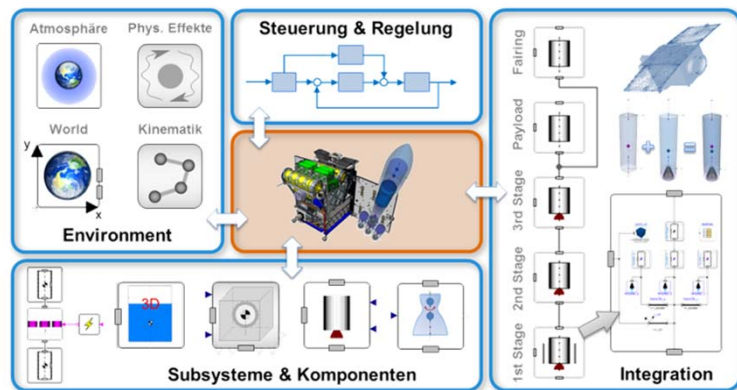 Atmosphäre
Phys. Effekte
World
Kinematik
y
x
Environment
Steuerung & Regelung
3D
Subsysteme & Komponenten
Fairing
Payload
3rd Stage
2nd Stage
1st Stage
Integration